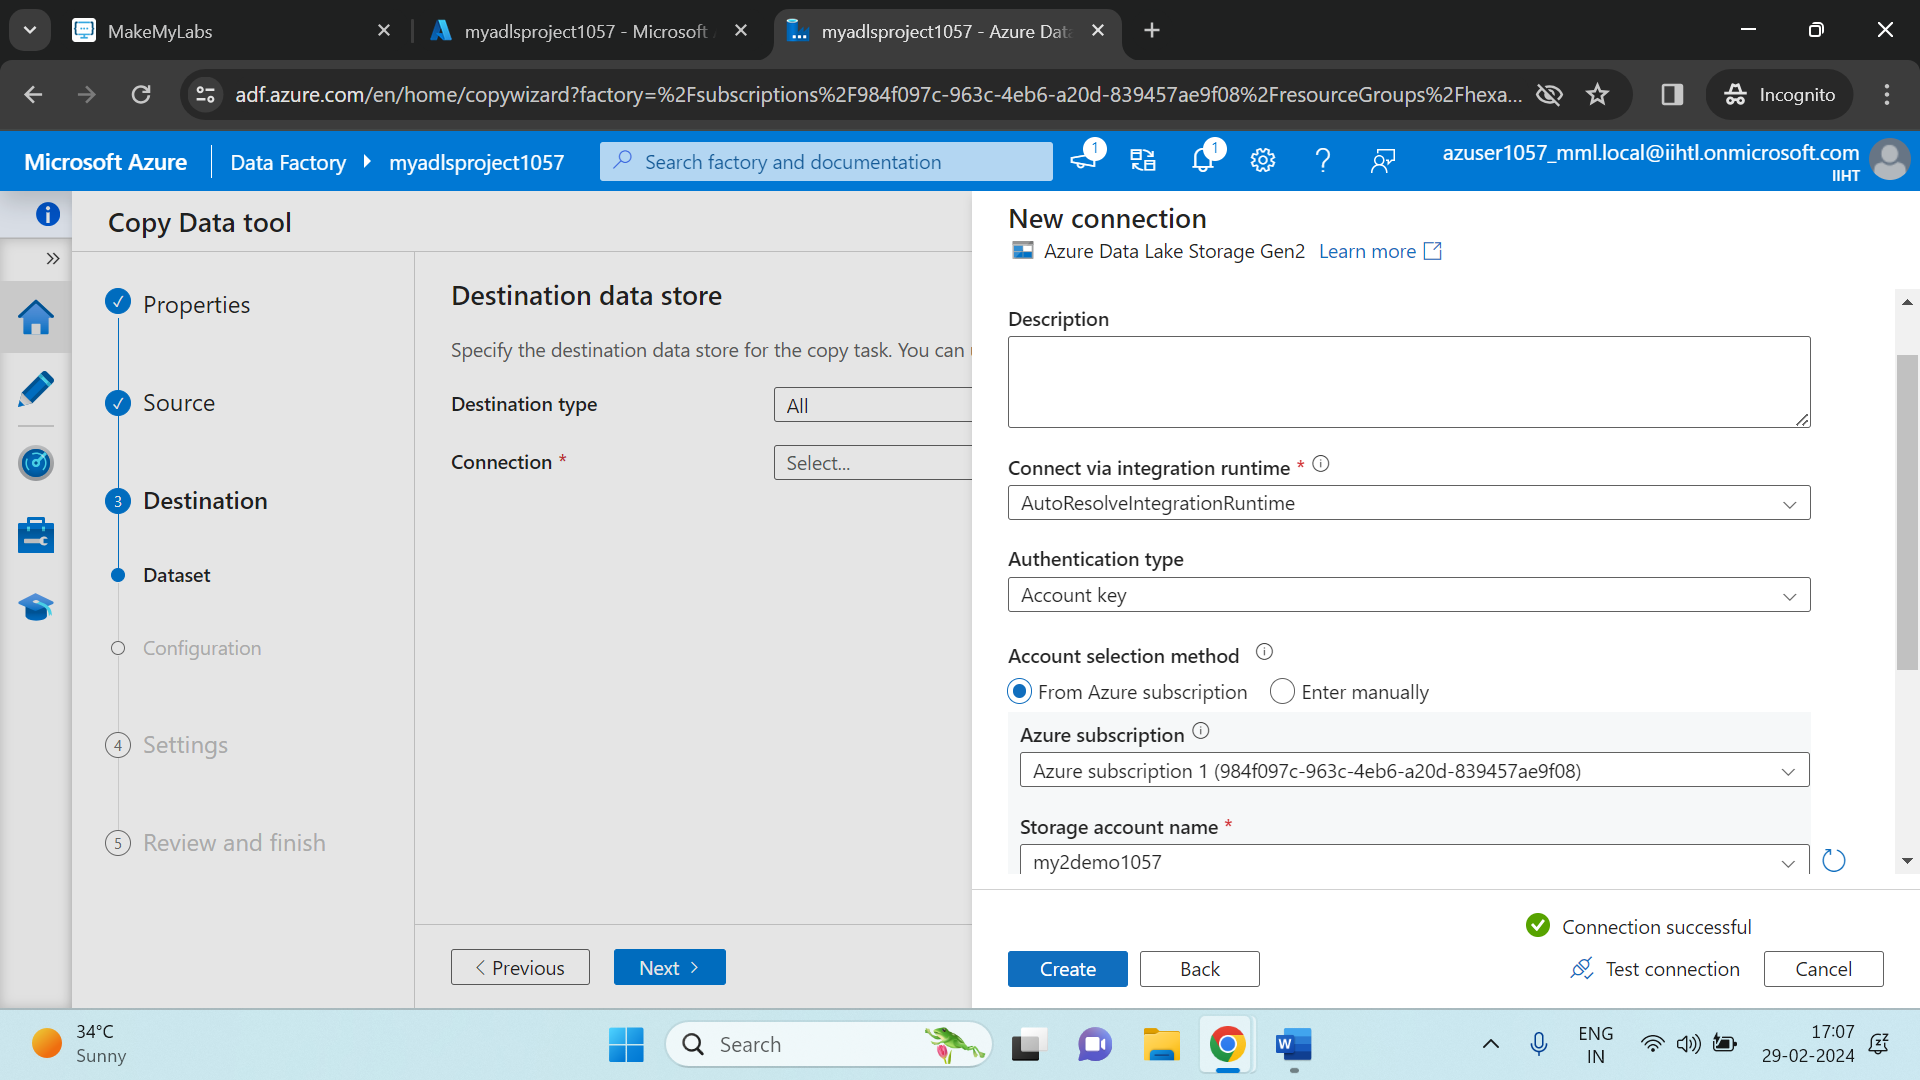 MakeMyLabs
myadlsproject1057 - Microsoft
myadlsproject1057 - Azure Data
adf.azure.com/en/home/copywizard?factory=%2Fsubscriptions%2F984f097c-963c-4eb6-a20d-839457ae9f08%2FresourceGroups%2Fhexa...
Incognito
Microsoft Azure
Data Factory
myadlsproject1057
Search factory and documentation
1
1
azuser1057_mml.local@iihtl.onmicrosoft.com
IIHT
Copy Data tool
Properties
Source
3 Destination
Dataset
Configuration
4 Settings
5 Review and finish
Destination data store
Specify the destination data store for the copy task. You can
Destination type
All
Connection *
Select...
< Previous
Next >
New connection
Azure Data Lake Storage Gen2 Learn more
Description
Connect via integration runtime *
AutoResolveIntegrationRuntime
Authentication type
Account key
Account selection method
From Azure subscription
Enter manually
Azure subscription
Azure subscription 1 (984f097c-963c-4eb6-a20d-839457ae9f08)
Storage account name *
my2demo1057
Connection successful
Create
Back
Test connection
Cancel
34°C
Sunny
Search
ENG
IN
17:07
29-02-2024